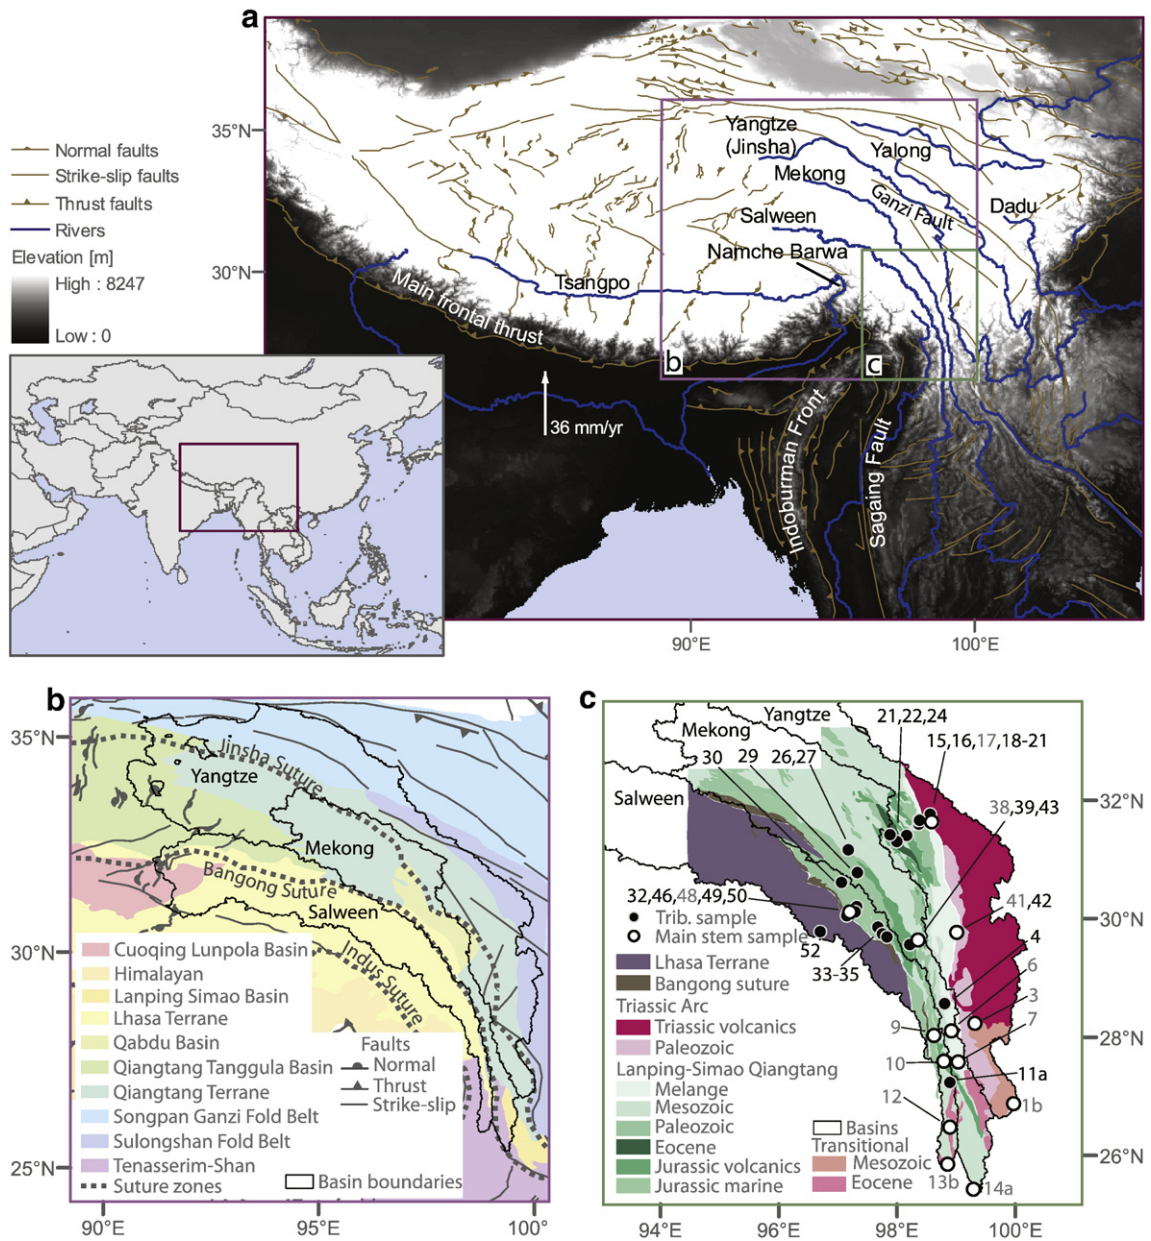 a
35°N
30°N
90°E
100°E
Normal faults
Strike-slip faults
Thrust faults
Rivers
Elevation [m]
High : 8247
Low : 0
Yangtze
(Jinsha)
Yalong
Mekong
Ganzi Fault
Dadu
Salween
Namche Barwa
Tsangpo
Main frontal thrust
b
c
36 mm/yr
Indoburman Front
Sagaing Fault
b
35°N
30°N
25°N
90°E
95°E
100°E
Jinsha Suture
Yangtze
Mekong
Bangong Suture
Salween
Indus Suture
Cuoqing Lunpola Basin
Himalayan
Lanping Simao Basin
Lhasa Terrane
Qabdu Basin
Qiangtang Tanggula Basin
Qiangtang Terrane
Songpan Ganzi Fold Belt
Sulongshan Fold Belt
Tenasserim-Shan
Suture zones
Faults
Normal
Thrust
Strike-slip
Basin boundaries
c
Yangtze
Mekong
Salween
21,22,24
15,16,17,18-21
30
29
26,27
38,39,43
32,46,48,49,50
41,42
52
33-35
4
6
3
7
9
10
11a
12
1b
13b
14a
Trib. sample
Main stem sample
Lhasa Terrane
Bangong suture
Triassic Arc
Triassic volcanics
Paleozoic
Lanping-Simao Qiangtang
Melange
Mesozoic
Paleozoic
Eocene
Jurassic volcanics
Jurassic marine
Basins
Transitional
Mesozoic
Eocene
32°N
30°N
28°N
26°N
94°E
96°E
98°E
100°E